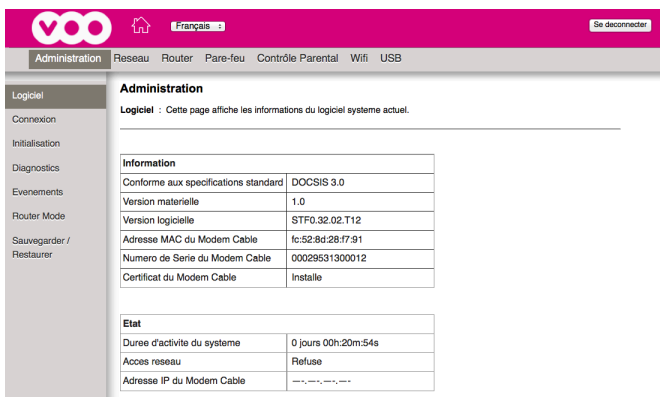 VOO
Français
Se deconnecter
Administration Reseau Router Pare-feu Contrôle Parental Wifi USB
Logiciel
Connexion
Initialisation
Diagnostics
Evenements
Router Mode
Sauvegarder /
Restaurer
Administration
Logiciel : Cette page affiche les informations du logiciel systeme actuel.
Information
Conforme aux specifications standard DOCSIS 3.0
Version materielle 1.0
Version logicielle STF0.32.02.T12
Adresse MAC du Modem Cable fc:52:8d:28:f7:91
Numero de Serie du Modem Cable 00029531300012
Certificat du Modem Cable Installe
Etat
Duree d'activite du systeme 0 jours 00h:20m:54s
Acces reseau Refuse
Adresse IP du Modem Cable —-.—-.—-.—-